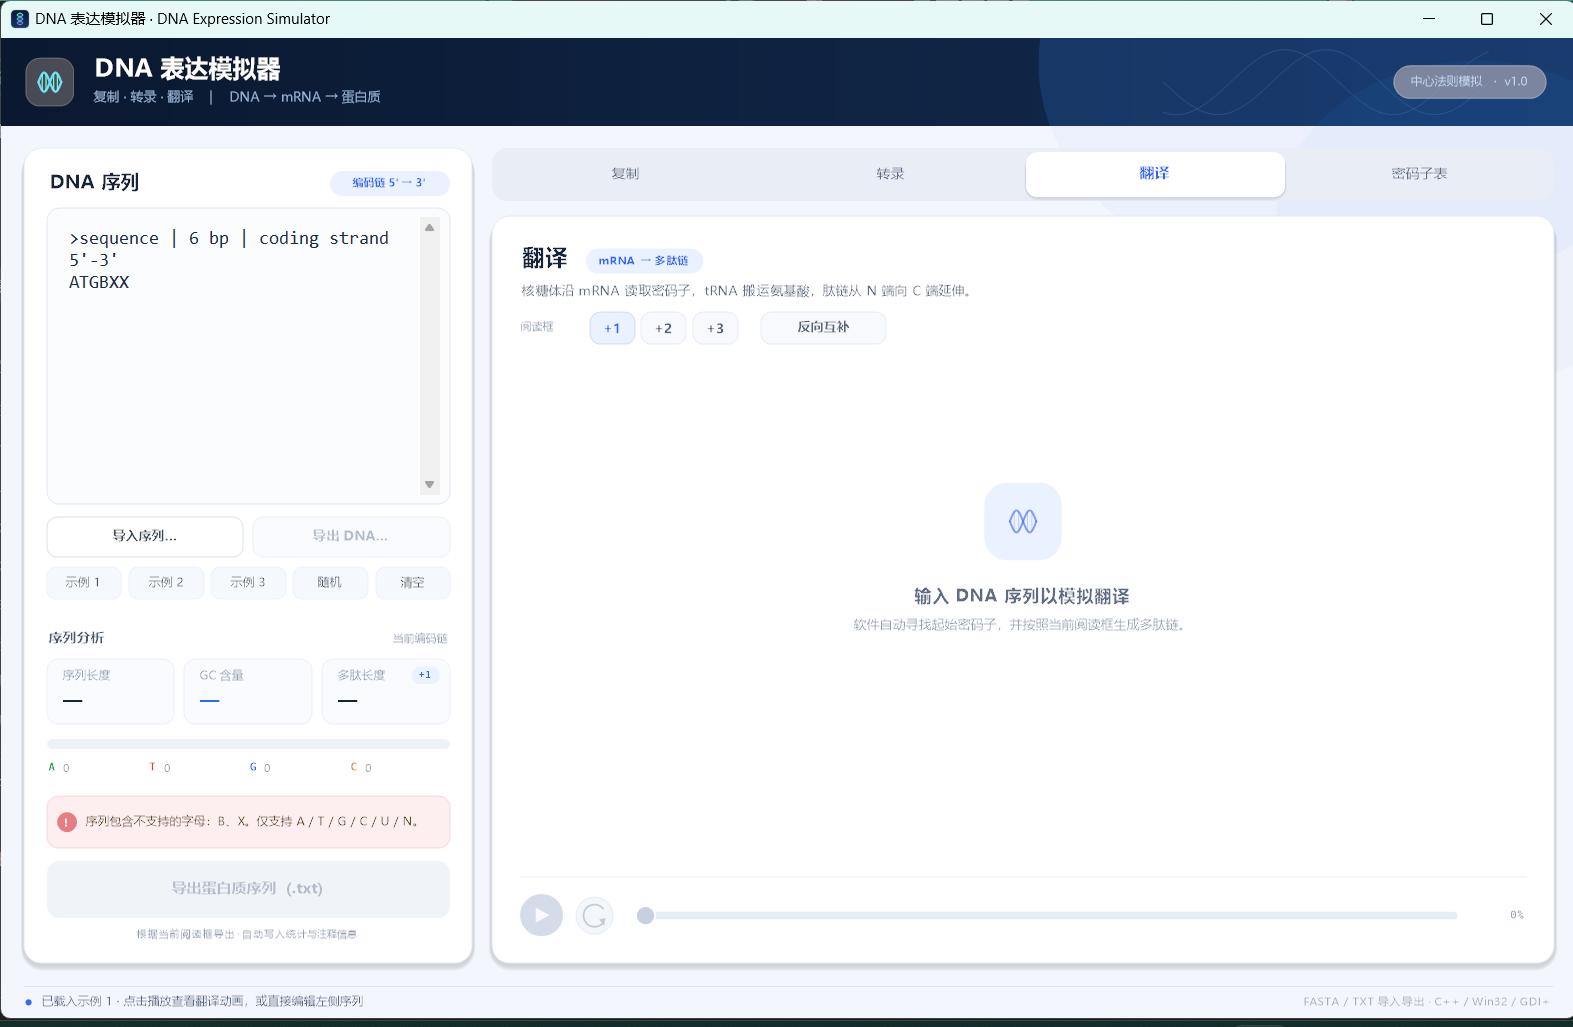 DNA 表达模拟器 · DNA Expression Simulator
DNA 表达模拟器
复制 · 转录 · 翻译 | DNA → mRNA → 蛋白质
中心法则模拟 · v1.0
DNA 序列
编码链 5' → 3'
>sequence | 6 bp | coding strand
5'-3'
ATGBXX
导入序列...
导出 DNA...
示例 1
示例 2
示例 3
随机
清空
序列分析
当前编码链
序列长度
—
GC 含量
—
多肽长度
+1
—
A 0
T 0
G 0
C 0
! 序列包含不支持的字母：B、X。仅支持 A / T / G / C / U / N。
导出蛋白质序列 (.txt)
根据当前阅读框导出 · 自动写入统计与注释信息
复制
转录
翻译
密码子表
翻译
mRNA → 多肽链
核糖体沿 mRNA 读取密码子，tRNA 搬运氨基酸，肽链从 N 端向 C 端延伸。
阅读框
+1
+2
+3
反向互补
输入 DNA 序列以模拟翻译
软件自动寻找起始密码子，并按照当前阅读框生成多肽链。
0%
已载入示例 1 · 点击播放查看翻译动画，或直接编辑左侧序列
FASTA / TXT 导入导出 · C++ / Win32 / GDI+